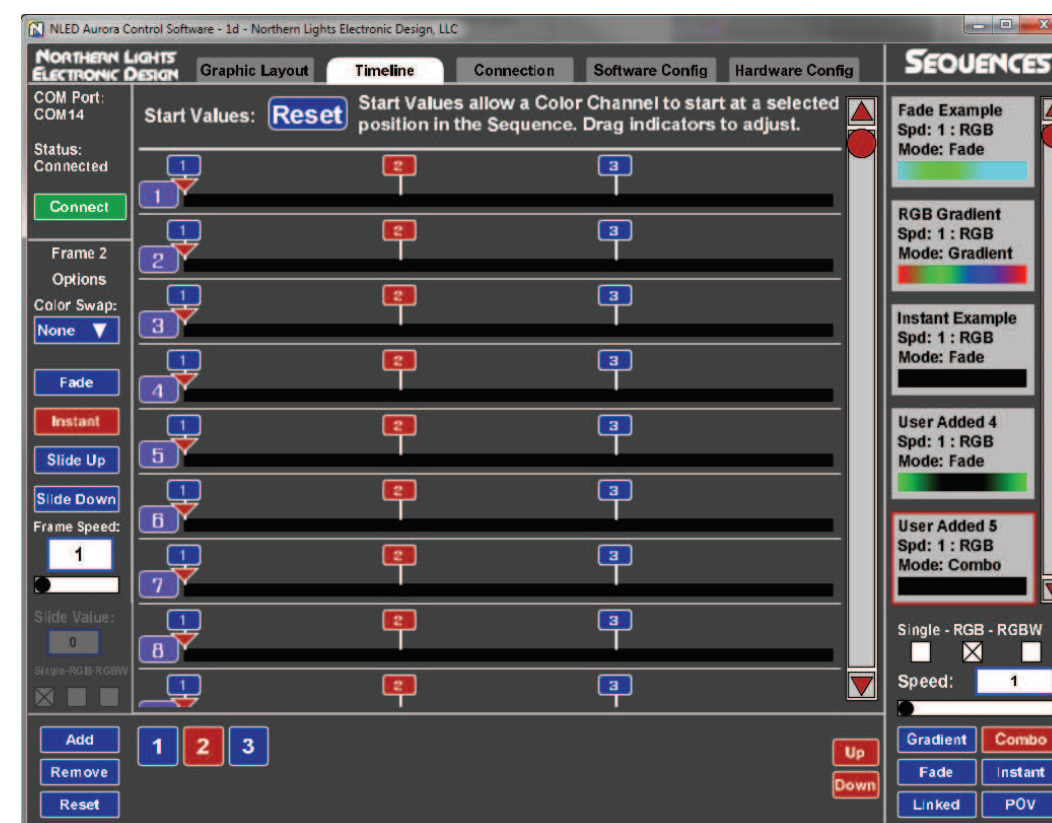 NLED Aurora Control Software - 1d - Northern Lights Electronic Design, LLC
NORTHERN LIGHTS
ELECTRONIC DESIGN
Graphic Layout
Timeline
Connection
Software Config
Hardware Config
SEQUENCES
COM Port:
COM14
Status:
Connected
Connect
Frame 2
Options
Color Swap:
None
Fade
Instant
Slide Up
Slide Down
Frame Speed:
1
Slide Value:
0
Single-RGB-RGBW
Start Values:
Reset
Start Values allow a Color Channel to start at a selected
position in the Sequence. Drag indicators to adjust.
1 2 3
1
1 2 3
2
1 2 3
3
1 2 3
4
1 2 3
5
1 2 3
6
1 2 3
7
1 2 3
8
1 2 3
Fade Example
Spd: 1 : RGB
Mode: Fade
RGB Gradient
Spd: 1 : RGB
Mode: Gradient
Instant Example
Spd: 1 : RGB
Mode: Fade
User Added 4
Spd: 1 : RGB
Mode: Fade
User Added 5
Spd: 1 : RGB
Mode: Combo
Single - RGB - RGBW
Speed:
1
Add
Remove
Reset
1 2 3
Up
Down
Gradient
Combo
Fade
Instant
Linked
POV